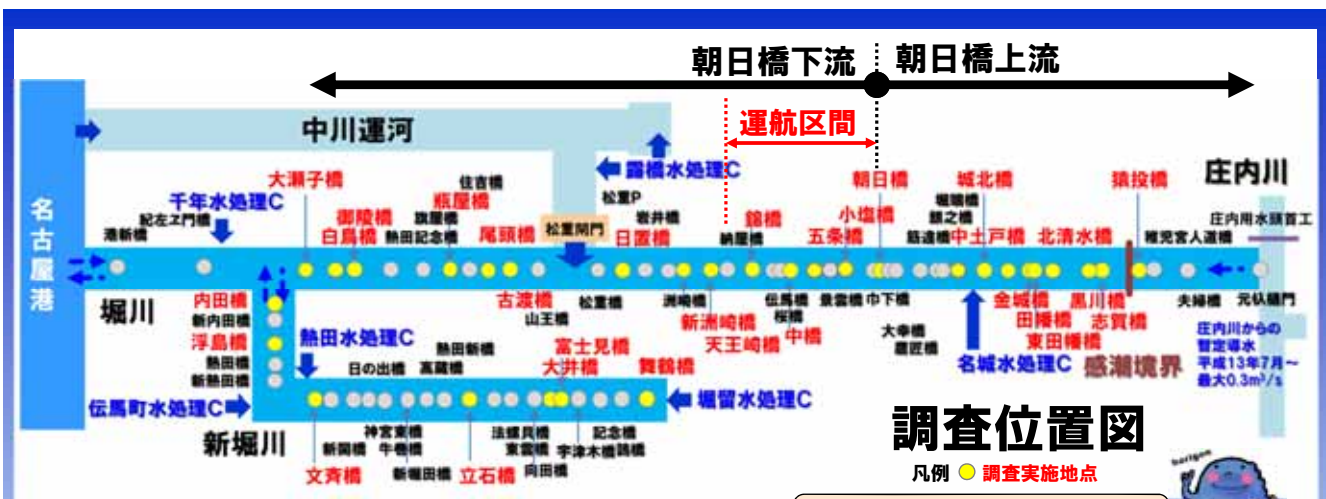 朝日橋下流
朝日橋上流
中川運河
運航区間
庄内川
名古屋港
千年水処理C
大瀬子橋
住吉橋
瓶屋橋
露橋水処理C
松重P
朝日橋
城北橋
猿投橋
港新橋
紀左エ門橋
御陵橋
白鳥橋
旗屋橋
熱田記念橋
尾頭橋
松重閘門
岩井橋
日置橋
納屋橋
錦橋
五条橋
小塩橋
筋違橋
中土戸橋
北清水橋
稚児宮人道橋
庄内用水頭首工
堀川
内田橋
新内田橋
浮島橋
熱田橋
新熱田橋
古渡橋
山王橋
松重橋
洲崎橋
新洲崎橋
天王崎橋
伝馬橋
桜橋
中橋
景雲橋
巾下橋
大幸橋
鷹匠橋
名城水処理C
金城橋
田幡橋
東田幡橋
黒川橋
志賀橋
感潮境界
夫婦橋
元杁樋門
庄内川からの
暫定導水
平成13年7月～
最大0.3m³/s
熱田水処理C
日の出橋
高蔵橋
熱田新橋
富士見橋
大井橋
舞鶴橋
伝馬町水処理C
堀留水処理C
新堀川
文斉橋
新開橋
神宮東橋
牛巻橋
新堀田橋
立石橋
法螺貝橋
東雲橋
向田橋
宇津木橋
記念橋
鶉橋
調査位置図
凡例
調査実施地点
horigon